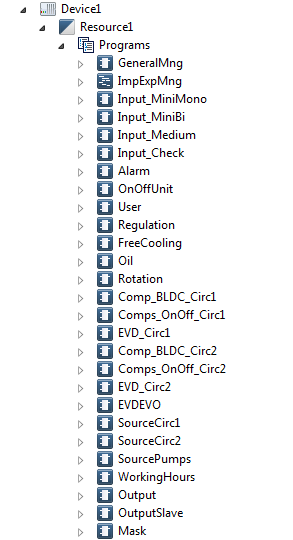 Device1
Resource1
Programs
GeneralMng
ImpExpMng
Input_MiniMono
Input_MiniBi
Input_Medium
Input_Check
Alarm
OnOffUnit
User
Regulation
FreeCooling
Oil
Rotation
Comp_BLDC_Circ1
Comps_OnOff_Circ1
EVD_Circ1
Comp_BLDC_Circ2
Comps_OnOff_Circ2
EVD_Circ2
EVDEVO
SourceCirc1
SourceCirc2
SourcePumps
WorkingHours
Output
OutputSlave
Mask